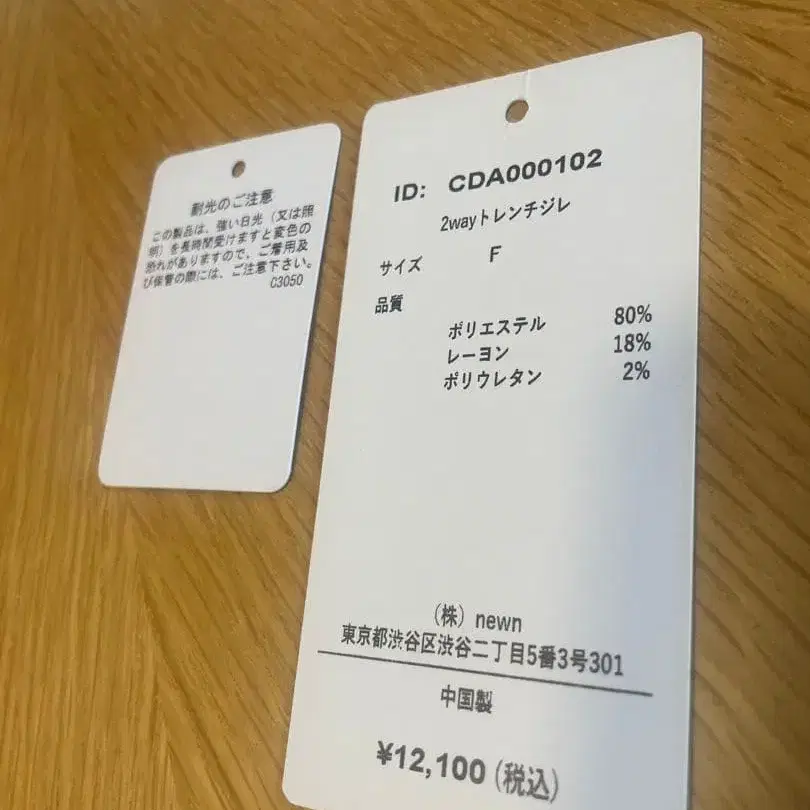 耐光のご注意
この製品は、強い日光（又は照
明）を長時間受けますと変色の
恐れがありますので、ご着用及
び保管の際には、ご注意下さい。
C3050
ID: CDA000102
2wayトレンチジレ
サイズ F
品質
ポリエステル 80%
レーヨン 18%
ポリウレタン 2%
（株）newn
東京都渋谷区渋谷二丁目5番3号301
中国製
¥12,100(税込)